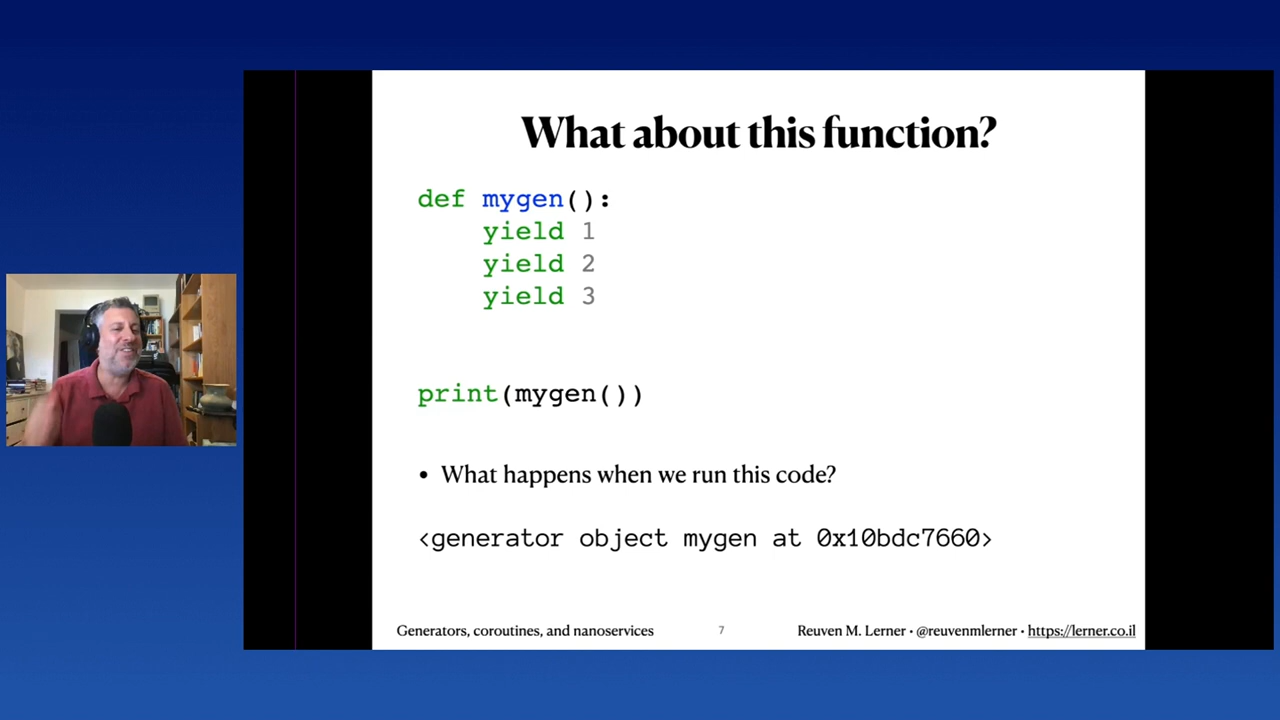 What about this function?
def mygen():
    yield 1
    yield 2
    yield 3
print(mygen())
• What happens when we run this code?
<generator object mygen at 0x10bdc7660>
Generators, coroutines, and nanoservices
7
Reuven M. Lerner • @reuvenmlerner • https://lerner.co.il